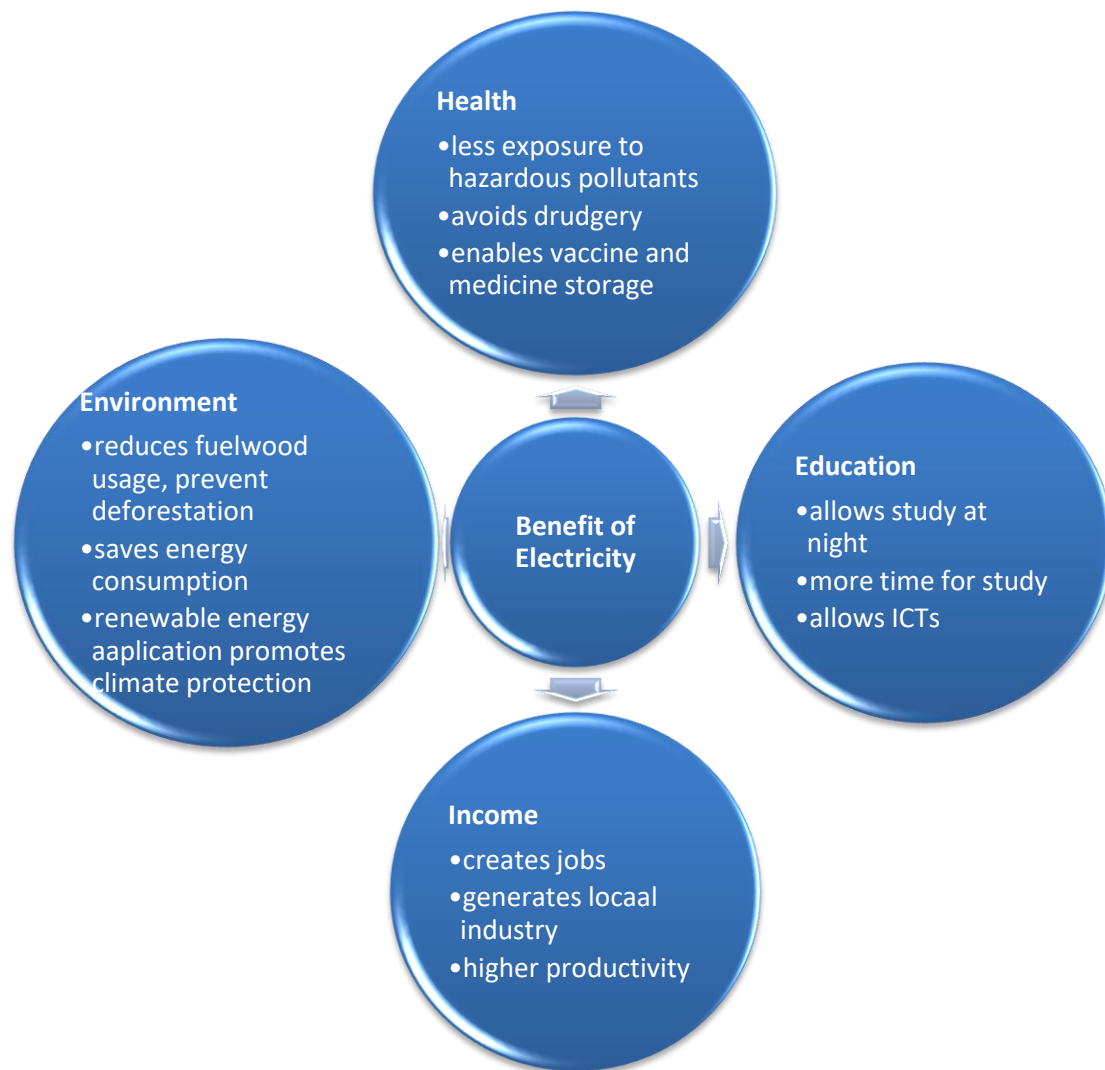 Health
•less exposure to
hazardous pollutants
•avoids drudgery
•enables vaccine and
medicine storage
Environment
•reduces fuelwood
usage, prevent
deforestation
•saves energy
consumption
•renewable energy
aaplication promotes
climate protection
Benefit of
Electricity
Education
•allows study at
night
•more time for study
•allows ICTs
Income
•creates jobs
•generates locaal
industry
•higher productivity